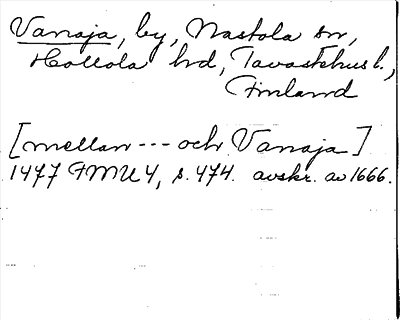 Vanaja, by, Nastola sn,
Hollola hd, Tavastehus l.,
Finland
[mellan --- och Vanaja]
1477 FMU 4, s. 474. avskr. av 1666.